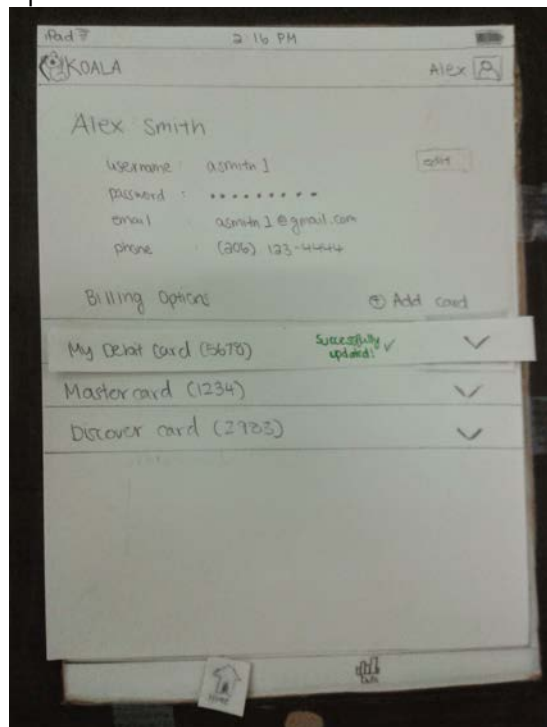 iPad 2:16 PM
KOALA Alex
Alex Smith
username : asmith1 edit
password : •••••••••
email : asmith1@gmail.com
phone : (206) 123-4444
Billing Options + Add card
My Debit Card (5678) Successfully updated! ✓
Mastercard (1234)
Discover card (2983)
Home